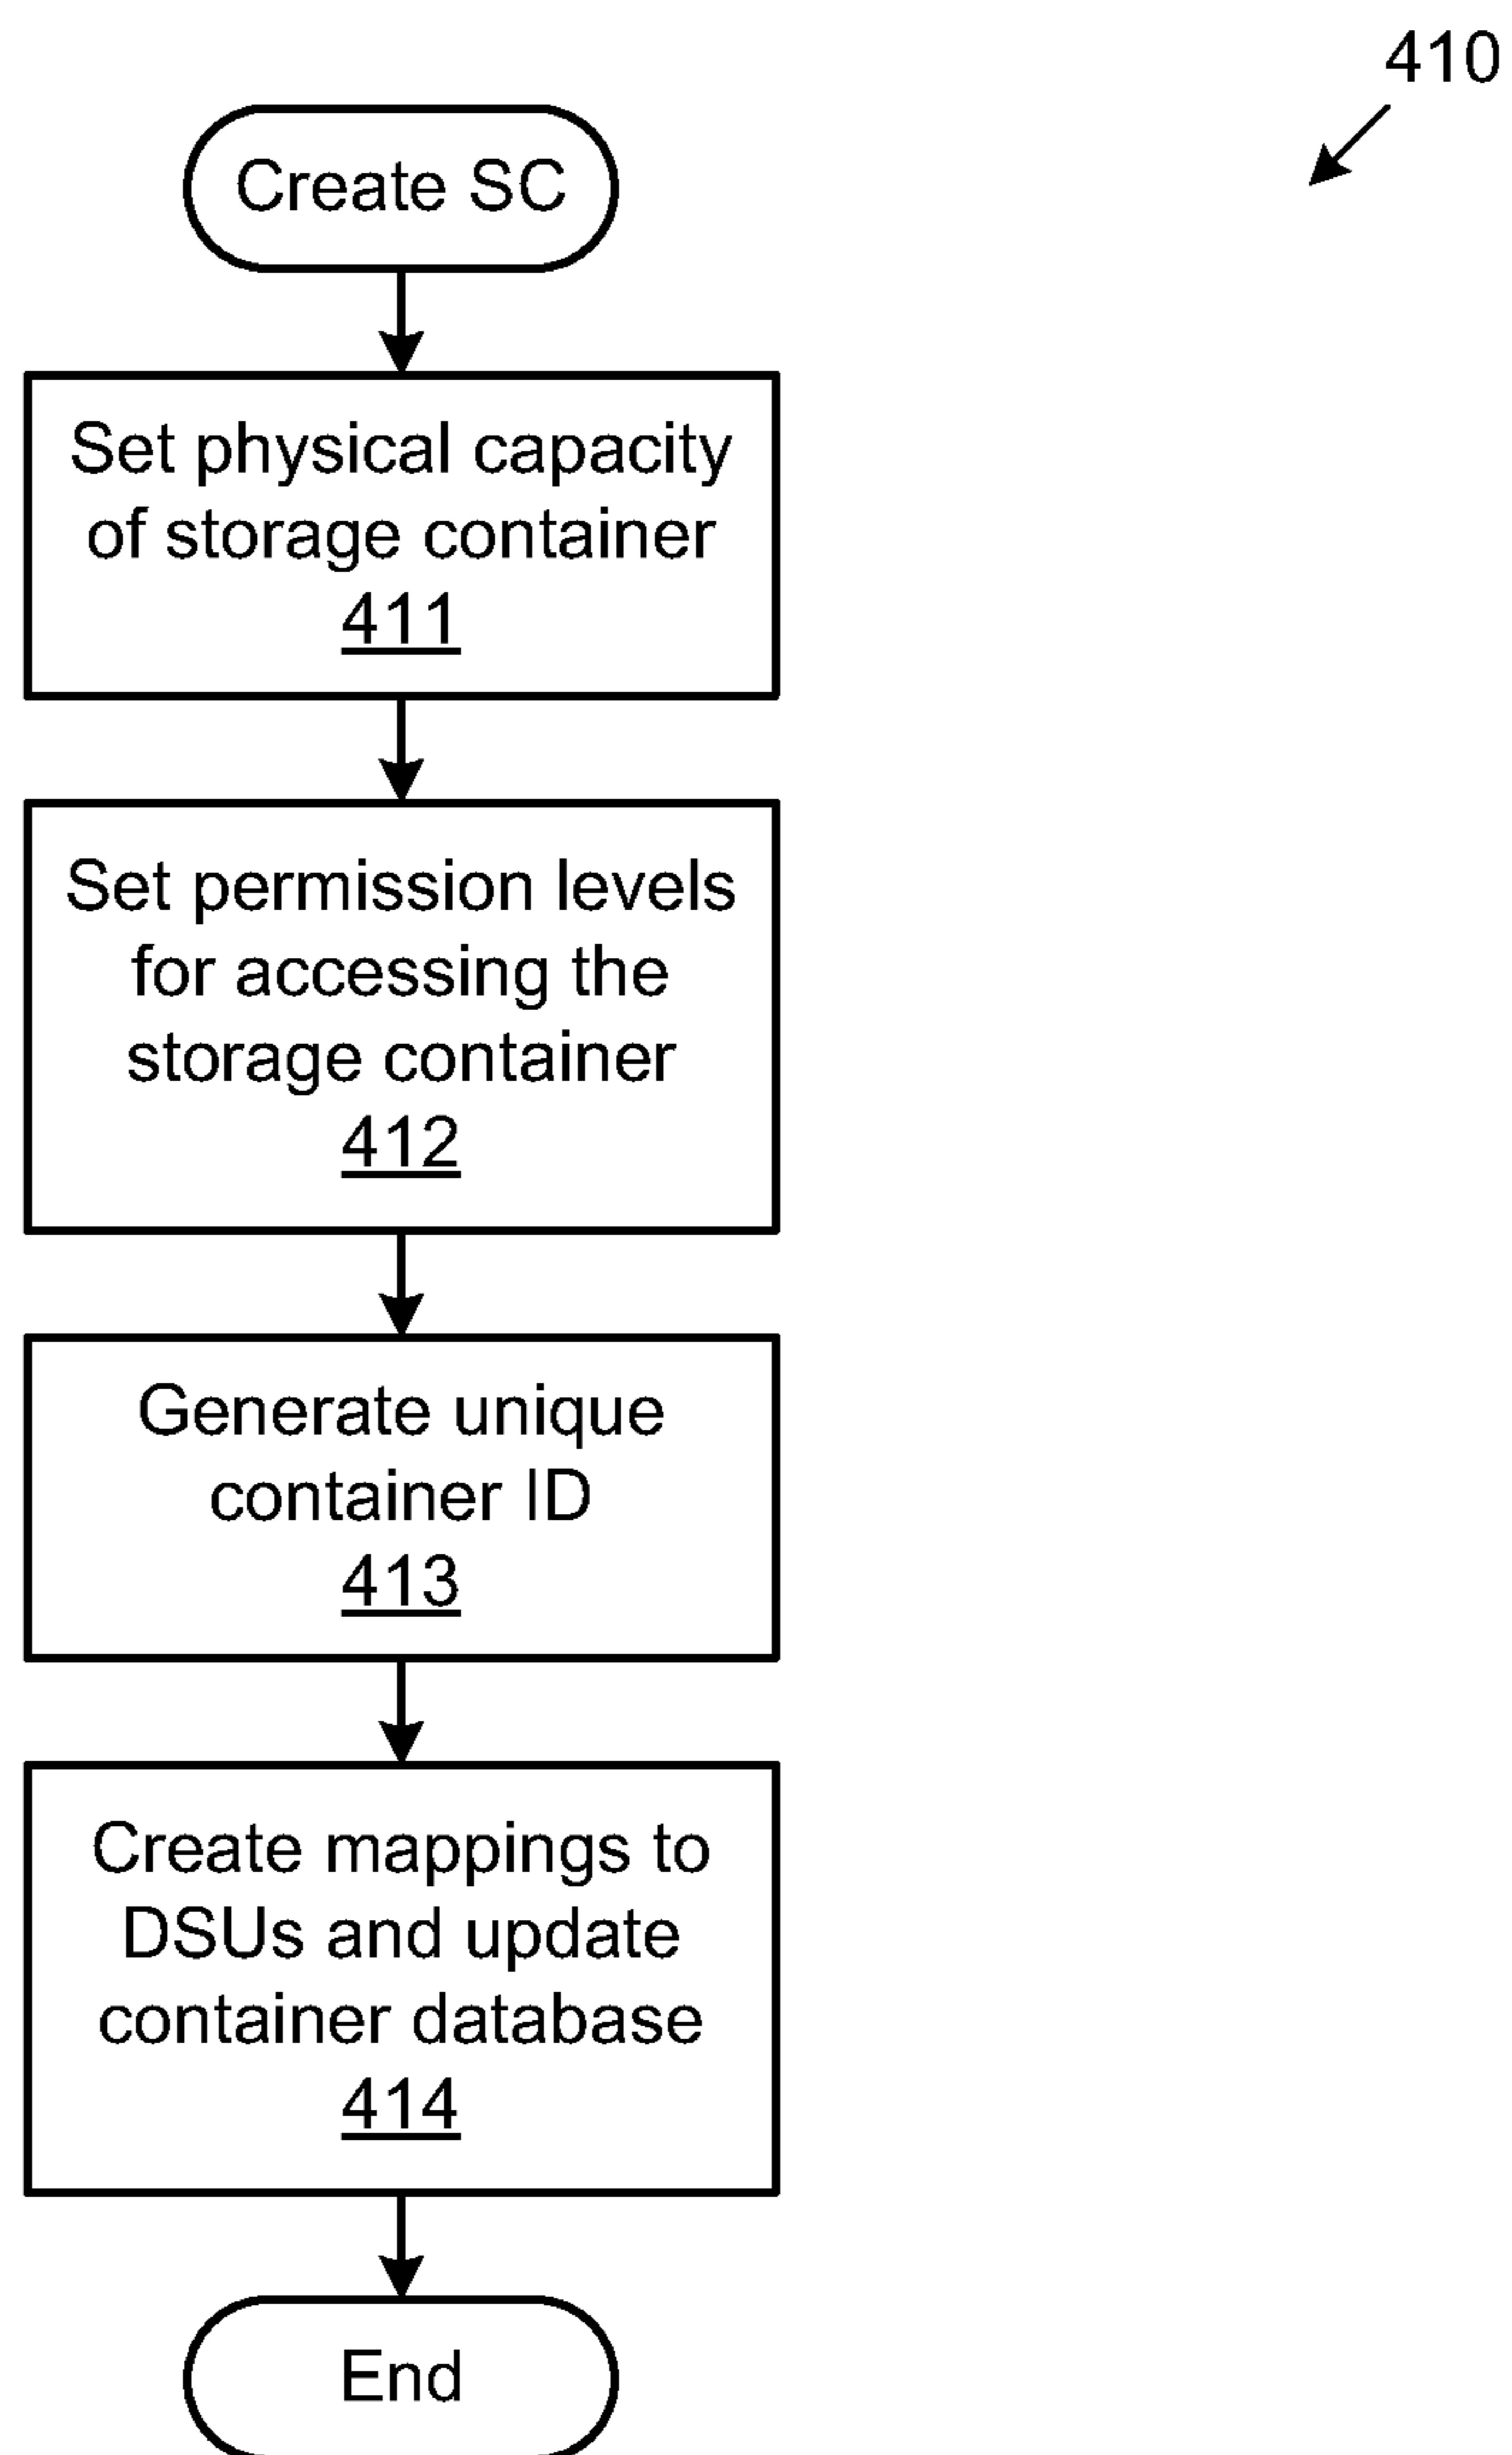 410
Create SC
Set physical capacity
of storage container
411
Set permission levels
for accessing the
storage container
412
Generate unique
container ID
413
Create mappings to
DSUs and update
container database
414
End